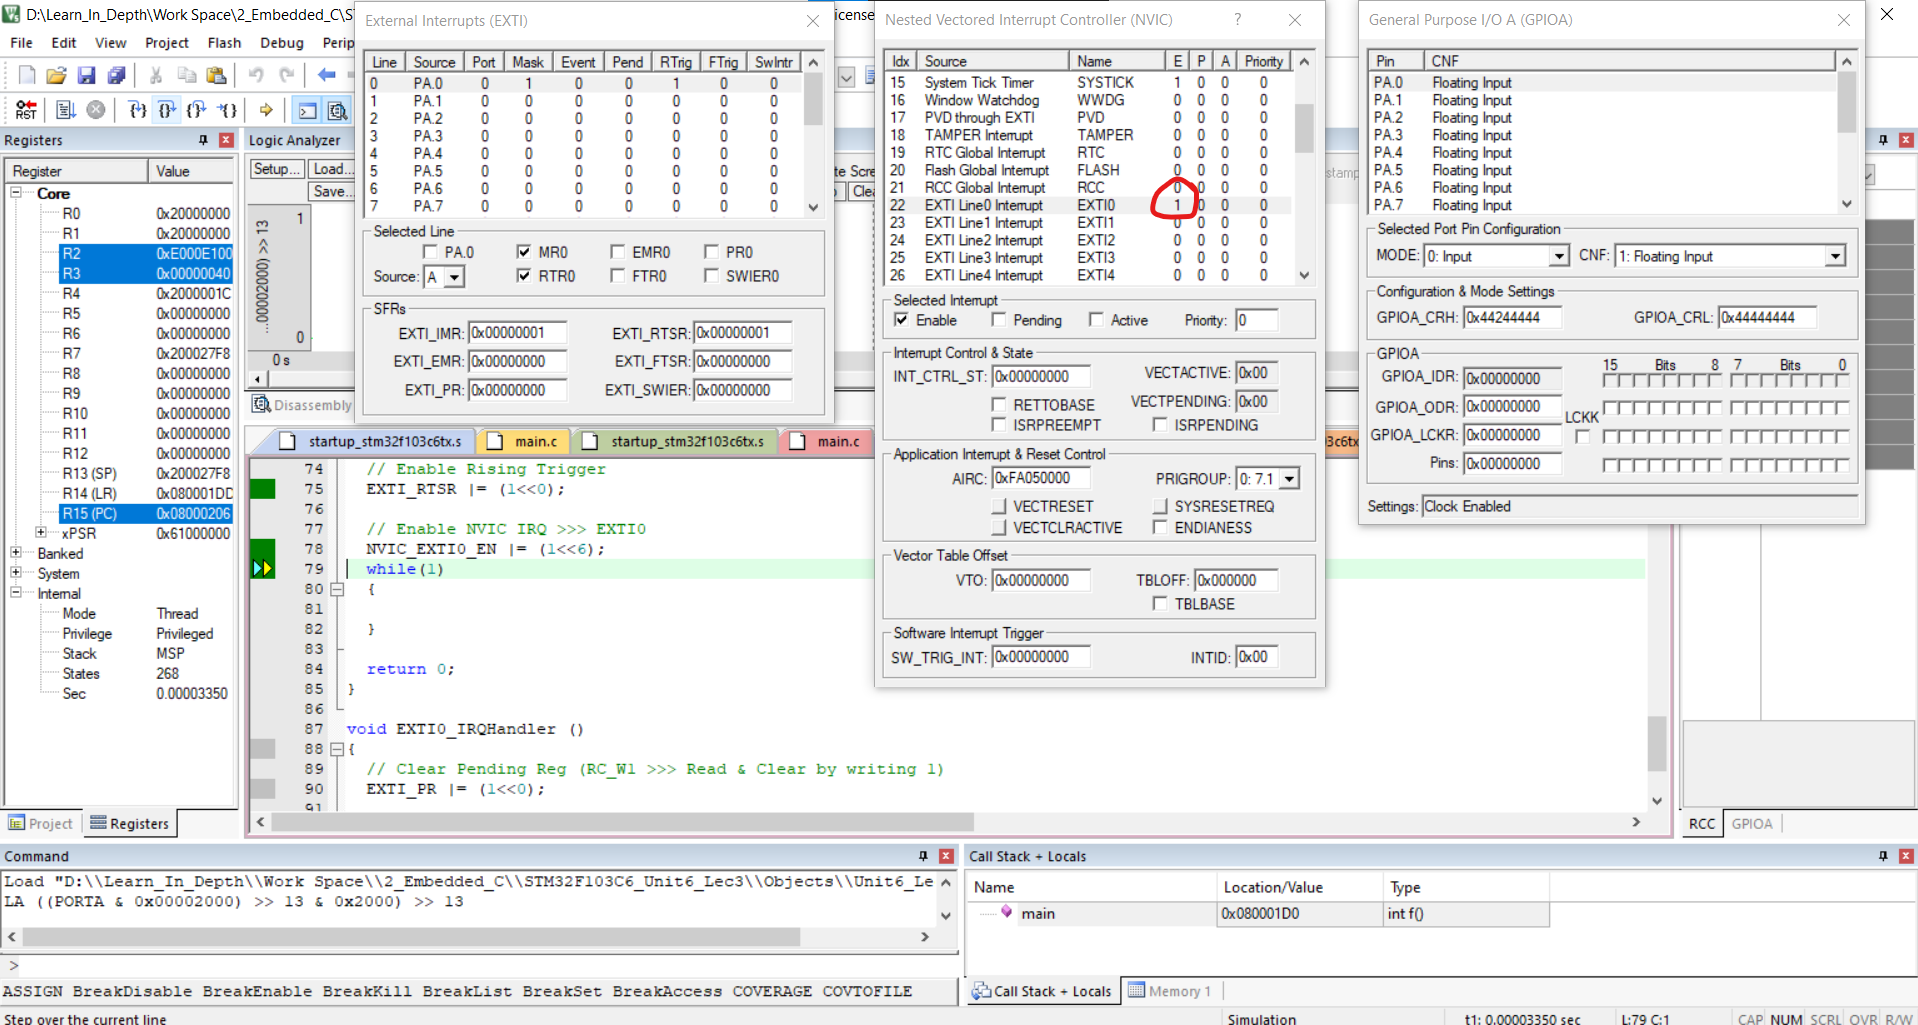 D:\Learn_In_Depth\Work Space\2_Embedded_C\ST
icense
File Edit View Project Flash Debug Perip
Registers
Register Value
Core
R0 0x20000000
R1 0x20000000
R2 0xE000E100
R3 0x00000040
R4 0x2000001C
R5 0x00000000
R6 0x00000000
R7 0x200027F8
R8 0x00000000
R9 0x00000000
R10 0x00000000
R11 0x00000000
R12 0x00000000
R13 (SP) 0x200027F8
R14 (LR) 0x080001DD
R15 (PC) 0x08000206
xPSR 0x61000000
Banked
System
Internal
Mode Thread
Privilege Privileged
Stack MSP
States 268
Sec 0.00003350
Project Registers
Logic Analyzer
Setup... Load...
Save...
te Scre
Clea
stamp
...00002000) >> 13
1
0
0 s
Disassembly
External Interrupts (EXTI)
Line Source Port Mask Event Pend RTrig FTrig SwIntr
0 PA.0 0 1 0 0 1 0 0
1 PA.1 0 0 0 0 0 0 0
2 PA.2 0 0 0 0 0 0 0
3 PA.3 0 0 0 0 0 0 0
4 PA.4 0 0 0 0 0 0 0
5 PA.5 0 0 0 0 0 0 0
6 PA.6 0 0 0 0 0 0 0
7 PA.7 0 0 0 0 0 0 0
Selected Line
PA.0 MR0 EMR0 PR0
Source: A RTR0 FTR0 SWIER0
SFRs
EXTI_IMR: 0x00000001 EXTI_RTSR: 0x00000001
EXTI_EMR: 0x00000000 EXTI_FTSR: 0x00000000
EXTI_PR: 0x00000000 EXTI_SWIER: 0x00000000
Nested Vectored Interrupt Controller (NVIC) ?
Idx Source Name E P A Priority
15 System Tick Timer SYSTICK 1 0 0 0
16 Window Watchdog WWDG 0 0 0 0
17 PVD through EXTI PVD 0 0 0 0
18 TAMPER Interrupt TAMPER 0 0 0 0
19 RTC Global Interrupt RTC 0 0 0 0
20 Flash Global Interrupt FLASH 0 0 0 0
21 RCC Global Interrupt RCC 0 0 0 0
22 EXTI Line0 Interrupt EXTI0 1 0 0 0
23 EXTI Line1 Interrupt EXTI1 0 0 0 0
24 EXTI Line2 Interrupt EXTI2 0 0 0 0
25 EXTI Line3 Interrupt EXTI3 0 0 0 0
26 EXTI Line4 Interrupt EXTI4 0 0 0 0
Selected Interrupt
Enable Pending Active Priority: 0
Interrupt Control & State
INT_CTRL_ST: 0x00000000 VECTACTIVE: 0x00
RETTOBASE VECTPENDING: 0x00
ISRPREEMPT ISRPENDING
Application Interrupt & Reset Control
AIRC: 0xFA050000 PRIGROUP: 0: 7.1
VECTRESET SYSRESETREQ
VECTCLRACTIVE ENDIANESS
Vector Table Offset
VTO: 0x00000000 TBLOFF: 0x000000
TBLBASE
Software Interrupt Trigger
SW_TRIG_INT: 0x00000000 INTID: 0x00
General Purpose I/O A (GPIOA)
Pin CNF
PA.0 Floating Input
PA.1 Floating Input
PA.2 Floating Input
PA.3 Floating Input
PA.4 Floating Input
PA.5 Floating Input
PA.6 Floating Input
PA.7 Floating Input
Selected Port Pin Configuration
MODE: 0: Input CNF: 1: Floating Input
Configuration & Mode Settings
GPIOA_CRH: 0x44244444 GPIOA_CRL: 0x44444444
GPIOA
15 Bits 8 7 Bits 0
GPIOA_IDR: 0x00000000
GPIOA_ODR: 0x00000000
LCKK
GPIOA_LCKR: 0x00000000
Pins: 0x00000000
Settings: Clock Enabled
startup_stm32f103c6tx.s main.c startup_stm32f103c6tx.s main.c 03c6tx
74 // Enable Rising Trigger
75 EXTI_RTSR |= (1<<0);
76
77 // Enable NVIC IRQ >>> EXTI0
78 NVIC_EXTI0_EN |= (1<<6);
79 while(1)
80 {
81
82 }
83
84 return 0;
85 }
86
87 void EXTI0_IRQHandler ()
88 {
89 // Clear Pending Reg (RC_W1 >>> Read & Clear by writing 1)
90 EXTI_PR |= (1<<0);
91
RCC GPIOA
Command
Load "D:\\Learn_In_Depth\\Work Space\\2_Embedded_C\\STM32F103C6_Unit6_Lec3\\Objects\\Unit6_Le
LA ((PORTA & 0x00002000) >> 13 & 0x2000) >> 13
>
ASSIGN BreakDisable BreakEnable BreakKill BreakList BreakSet BreakAccess COVERAGE COVTOFILE
Call Stack + Locals
Name Location/Value Type
main 0x080001D0 int f()
Call Stack + Locals Memory 1
Step over the current line Simulation t1: 0.00003350 sec L:79 C:1 CAP NUM SCRL OVR R/W